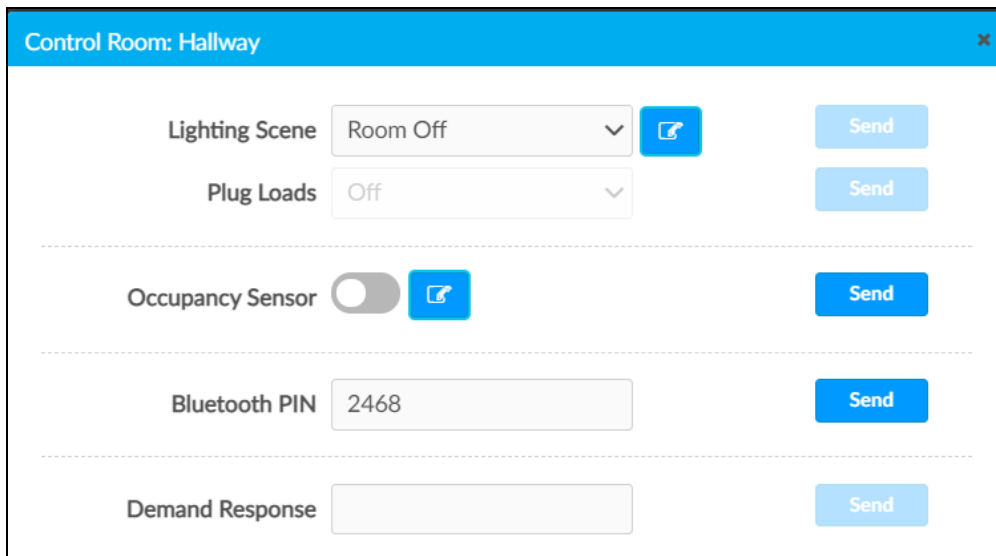 Control Room: Hallway ×
Lighting Scene Room Off Send
Plug Loads Off Send
Occupancy Sensor Send
Bluetooth PIN 2468 Send
Demand Response Send